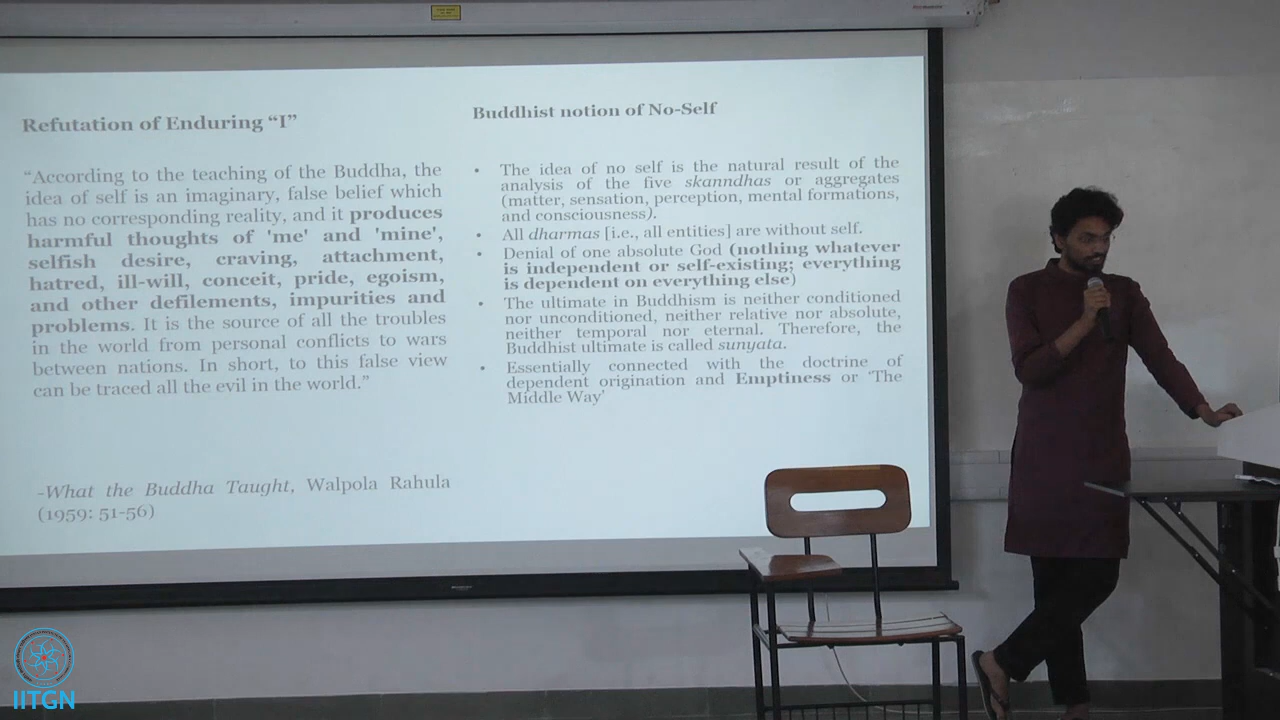 Refutation of Enduring “I”
“According to the teaching of the Buddha, the
idea of self is an imaginary, false belief which
has no corresponding reality, and it produces
harmful thoughts of 'me' and 'mine',
selfish desire, craving, attachment,
hatred, ill-will, conceit, pride, egoism,
and other defilements, impurities and
problems. It is the source of all the troubles
in the world from personal conflicts to wars
between nations. In short, to this false view
can be traced all the evil in the world.”
-What the Buddha Taught, Walpola Rahula
(1959: 51-56)
Buddhist notion of No-Self
• The idea of no self is the natural result of the
analysis of the five skanndhas or aggregates
(matter, sensation, perception, mental formations,
and consciousness).
• All dharmas [i.e., all entities] are without self.
• Denial of one absolute God (nothing whatever
is independent or self-existing; everything
is dependent on everything else)
• The ultimate in Buddhism is neither conditioned
nor unconditioned, neither relative nor absolute,
neither temporal nor eternal. Therefore, the
Buddhist ultimate is called sunyata.
• Essentially connected with the doctrine of
dependent origination and Emptiness or 'The
Middle Way'
IITGN